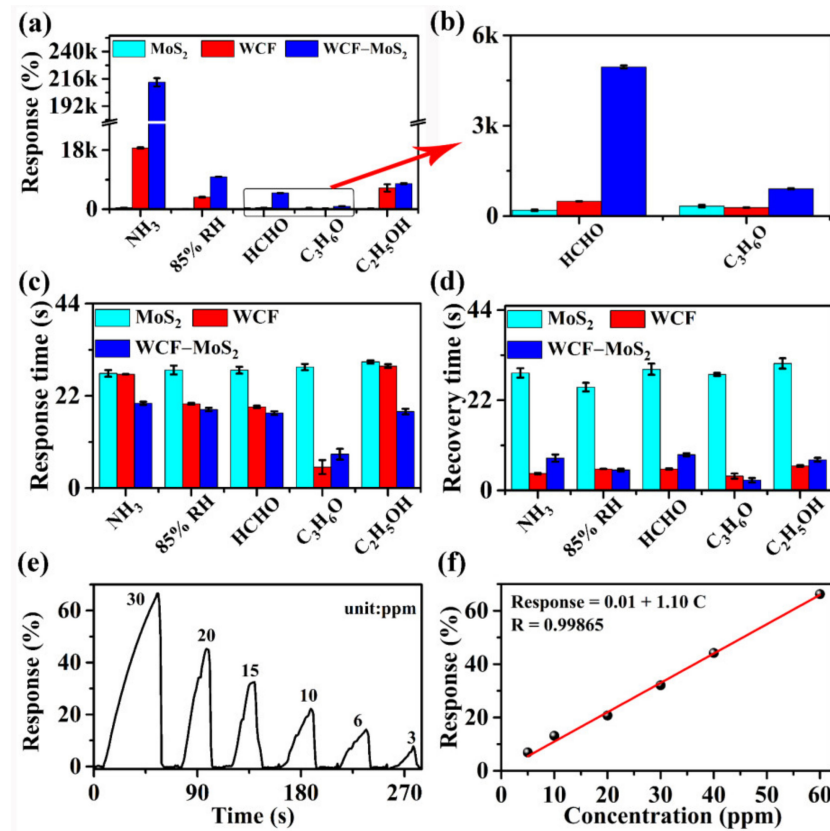 (a)
MoS₂ WCF WCF−MoS₂
Response (%)
240k
216k
192k
18k
0
NH₃ 85% RH HCHO C₃H₆O C₂H₅OH
(b)
Response (%)
6k
3k
0
HCHO C₃H₆O
(c)
MoS₂ WCF
WCF−MoS₂
Response time (s)
44
22
0
NH₃ 85% RH HCHO C₃H₆O C₂H₅OH
(d)
MoS₂ WCF
WCF−MoS₂
Recovery time (s)
44
22
0
NH₃ 85% RH HCHO C₃H₆O C₂H₅OH
(e)
unit:ppm
30
20
15
10
6
3
Response (%)
60
40
20
0
0 90 180 270
Time (s)
(f)
Response = 0.01 + 1.10 C
R = 0.99865
Response (%)
80
60
40
20
0
0 20 40 60
Concentration (ppm)